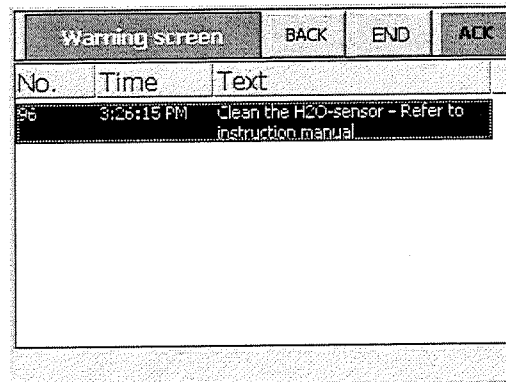 Warning screen BACK END ACK
No. Time Text
96 3:26:15 PM Clean the H2O-sensor - Refer to
instruction manual